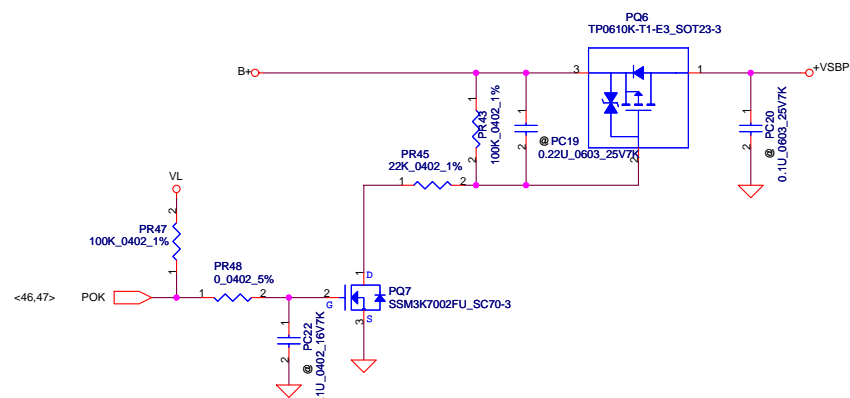 PQ6
TP0610K-T1-E3_SOT23-3
B+
3
1
+VSBP
2
1
2
PR43
100K_0402_1%
1
2
@ PC19
0.22U_0603_25V7K
1
2
@ PC20
0.1U_0603_25V7K
PR45
22K_0402_1%
1
2
VL
2
PR47
100K_0402_1%
1
PR48
0_0402_5%
<46,47>
POK
1
2
2
G
1
D
PQ7
SSM3K7002FU_SC70-3
3
S
1
2
@ PC22
.1U_0402_16V7K